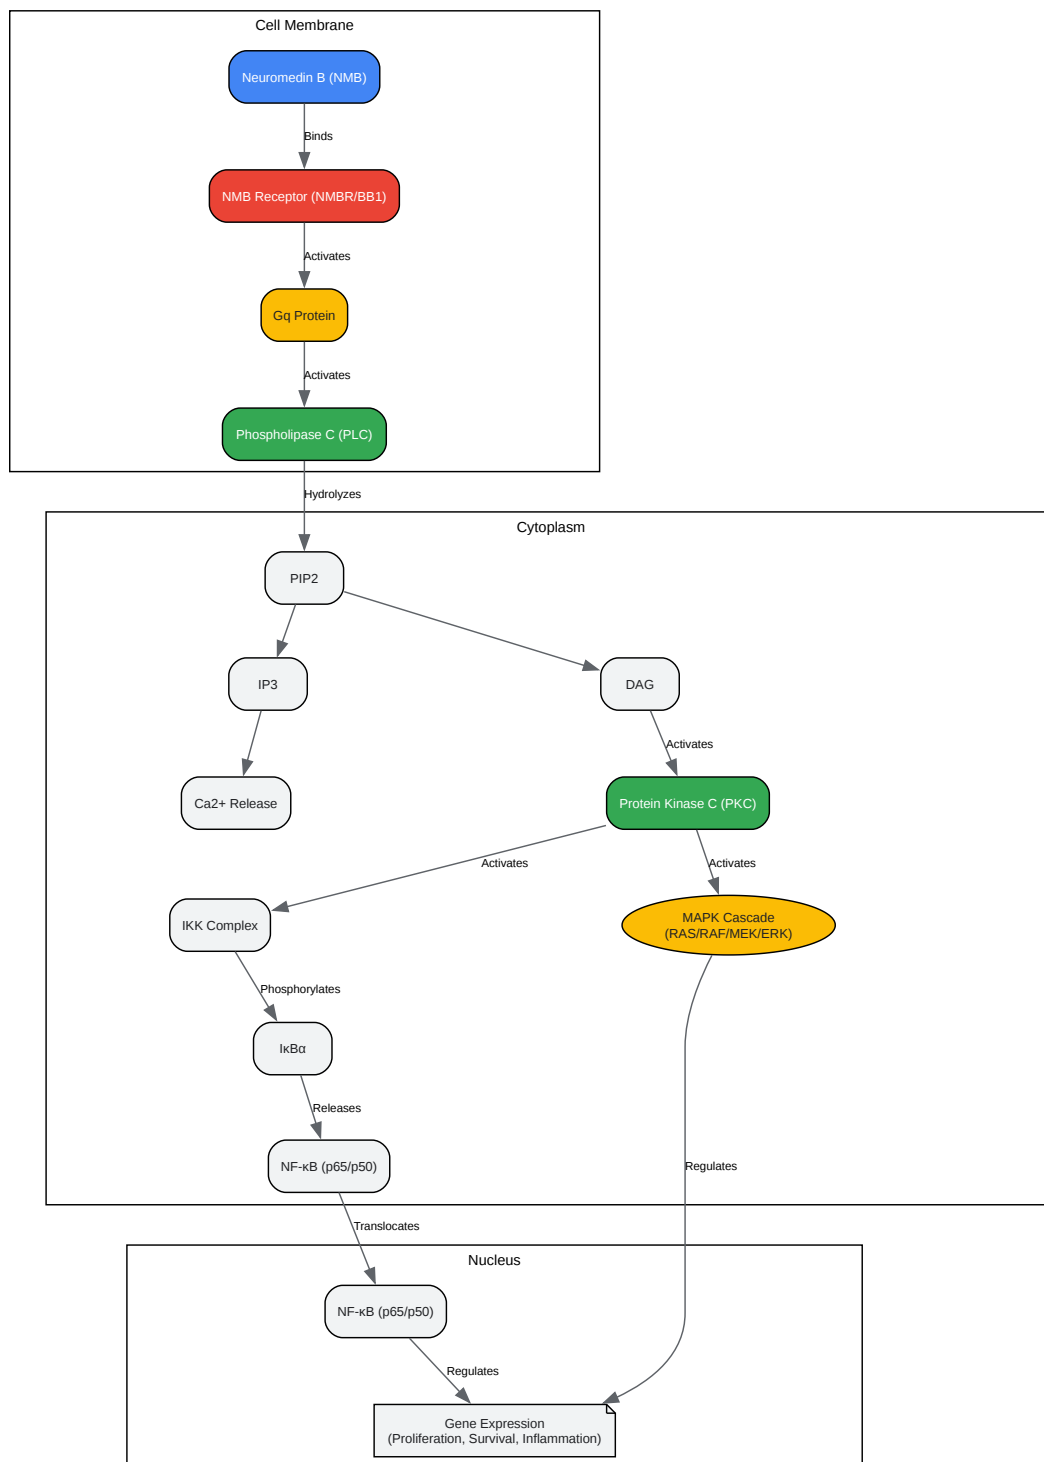 Cell Membrane
Neuromedin B (NMB)
Binds
NMB Receptor (NMBR/BB1)
Activates
Gq Protein
Activates
Phospholipase C (PLC)
Hydrolyzes
Cytoplasm
PIP2
IP3
DAG
Activates
Ca2+ Release
Protein Kinase C (PKC)
Activates
Activates
IKK Complex
MAPK Cascade
(RAS/RAF/MEK/ERK)
Phosphorylates
IκBα
Releases
NF-κB (p65/p50)
Regulates
Translocates
Nucleus
NF-κB (p65/p50)
Regulates
Gene Expression
(Proliferation, Survival, Inflammation)